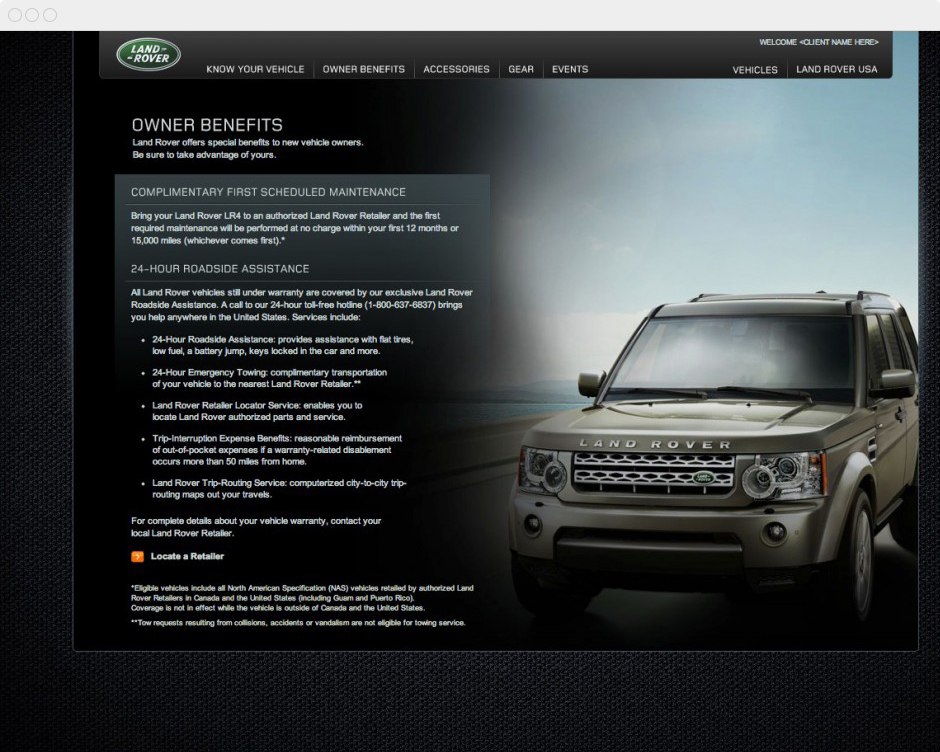 LAND-
-ROVER
WELCOME <CLIENT NAME HERE>
KNOW YOUR VEHICLE OWNER BENEFITS ACCESSORIES GEAR EVENTS VEHICLES LAND ROVER USA
OWNER BENEFITS
Land Rover offers special benefits to new vehicle owners.
Be sure to take advantage of yours.
COMPLIMENTARY FIRST SCHEDULED MAINTENANCE
Bring your Land Rover LR4 to an authorized Land Rover Retailer and the first
required maintenance will be performed at no charge within your first 12 months or
15,000 miles (whichever comes first).*
24-HOUR ROADSIDE ASSISTANCE
All Land Rover vehicles still under warranty are covered by our exclusive Land Rover
Roadside Assistance. A call to our 24-hour toll-free hotline (1-800-637-6837) brings
you help anywhere in the United States. Services include:
• 24-Hour Roadside Assistance: provides assistance with flat tires,
low fuel, a battery jump, keys locked in the car and more.
• 24-Hour Emergency Towing: complimentary transportation
of your vehicle to the nearest Land Rover Retailer.**
• Land Rover Retailer Locator Service: enables you to
locate Land Rover authorized parts and service.
• Trip-Interruption Expense Benefits: reasonable reimbursement
of out-of-pocket expenses if a warranty-related disablement
occurs more than 50 miles from home.
• Land Rover Trip-Routing Service: computerized city-to-city trip-
routing maps out your travels.
For complete details about your vehicle warranty, contact your
local Land Rover Retailer.
Locate a Retailer
*Eligible vehicles include all North American Specification (NAS) vehicles retailed by authorized Land
Rover Retailers in Canada and the United States (including Guam and Puerto Rico).
Coverage is not in effect while the vehicle is outside of Canada and the United States.
**Tow requests resulting from collisions, accidents or vandalism are not eligible for towing service.
LAND ROVER